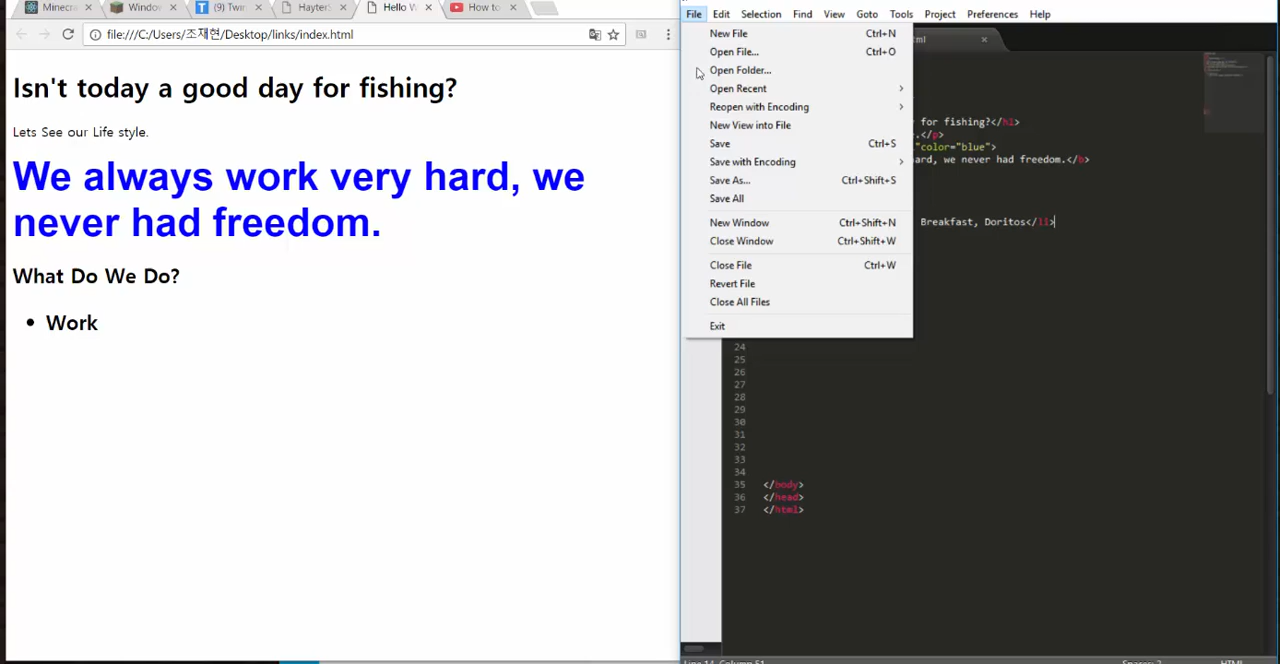 Minecra
Window
(9) Twi
Hayter
Hello W
How to
file:///C:/Users/조재현/Desktop/links/index.html
Isn't today a good day for fishing?
Lets See our Life style.
We always work very hard, we
never had freedom.
What Do We Do?
• Work
File Edit Selection Find View Goto Tools Project Preferences Help
New File Ctrl+N
Open File... Ctrl+O
Open Folder...
Open Recent
Reopen with Encoding
New View into File
Save Ctrl+S
Save with Encoding
Save As... Ctrl+Shift+S
Save All
New Window Ctrl+Shift+N
Close Window Ctrl+Shift+W
Close File Ctrl+W
Revert File
Close All Files
Exit
for fishing?</h1>
.</p>
"color="blue">
ard, we never had freedom.</b>
Breakfast, Doritos</li>
24
25
26
27
28
29
30
31
32
33
34
35 </body>
36 </head>
37 </html>